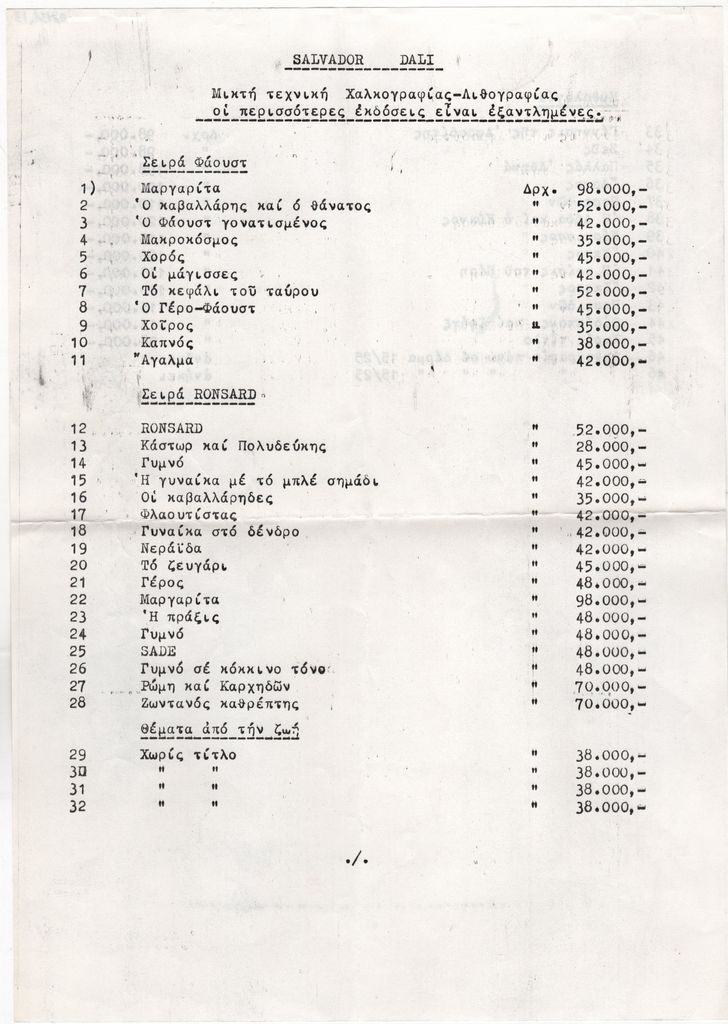 SALVADOR DALI
Μικτή τεχνική Χαλκογραφίας-Λιθογραφίας
οἱ περισσότερες ἐκδόσεις εἶναι ἐξαντλημένες.
Σειρά Φάουστ
1) Μαργαρίτα Δρχ. 98.000,-
2 Ὁ καβαλλάρης καί ὁ θάνατος " 52.000,-
3 Ὁ Φάουστ γονατισμένος " 42.000,-
4 Μακροκόσμος " 35.000,-
5 Χορός " 45.000,-
6 Οἱ μάγισσες " 42.000,-
7 Τό κεφάλι τοῦ ταύρου " 52.000,-
8 Ὁ Γέρο-Φάουστ " 45.000,-
9 Χοῖρος " 35.000,-
10 Καπνός " 38.000,-
11 Ἄγαλμα " 42.000,-
Σειρά RONSARD
12 RONSARD " 52.000,-
13 Κάστωρ καί Πολυδεύκης " 28.000,-
14 Γυμνό " 45.000,-
15 Ἡ γυναίκα μέ τό μπλέ σημάδι " 42.000,-
16 Οἱ καβαλλάρηδες " 35.000,-
17 Φλαουτίστας " 42.000,-
18 Γυναίκα στό δένδρο " 42.000,-
19 Νεράϊδα " 42.000,-
20 Τό ζευγάρι " 45.000,-
21 Γέρος " 48.000,-
22 Μαργαρίτα " 98.000,-
23 Ἡ πρᾶξις " 48.000,-
24 Γυμνό " 48.000,-
25 SADE " 48.000,-
26 Γυμνό σέ κόκκινο τόνο " 48.000,-
27 Ρώμη καί Καρχηδών " 70.000,-
28 Ζωντανός καθρέπτης " 70.000,-
Θέματα ἀπό τήν ζωή
29 Χωρίς τίτλο " 38.000,-
30 " " " 38.000,-
31 " " " 38.000,-
32 " " " 38.000,-
./.